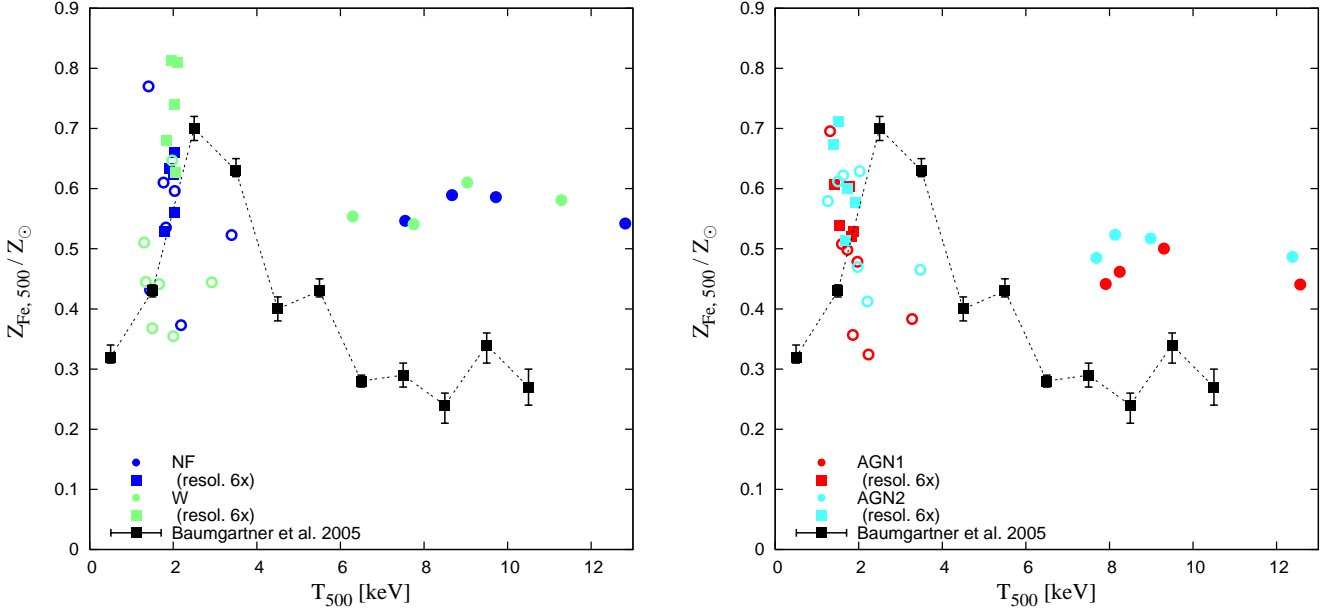 0.9
0.8
0.7
0.6
0.5
0.4
0.3
0.2
0.1
0
Z_Fe, 500 / Z_⊙
NF
(resol. 6x)
W
(resol. 6x)
Baumgartner et al. 2005
0 2 4 6 8 10 12
T_500 [keV]
0.9
0.8
0.7
0.6
0.5
0.4
0.3
0.2
0.1
0
Z_Fe, 500 / Z_⊙
AGN1
(resol. 6x)
AGN2
(resol. 6x)
Baumgartner et al. 2005
0 2 4 6 8 10 12
T_500 [keV]